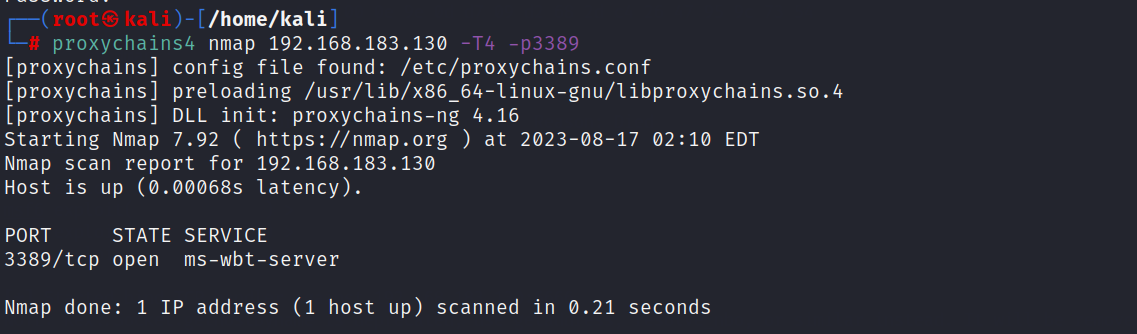 Password:
┌──(root㉿kali)-[/home/kali]
└─# proxychains4 nmap 192.168.183.130 -T4 -p3389
[proxychains] config file found: /etc/proxychains.conf
[proxychains] preloading /usr/lib/x86_64-linux-gnu/libproxychains.so.4
[proxychains] DLL init: proxychains-ng 4.16
Starting Nmap 7.92 ( https://nmap.org ) at 2023-08-17 02:10 EDT
Nmap scan report for 192.168.183.130
Host is up (0.00068s latency).
PORT     STATE SERVICE
3389/tcp open  ms-wbt-server
Nmap done: 1 IP address (1 host up) scanned in 0.21 seconds